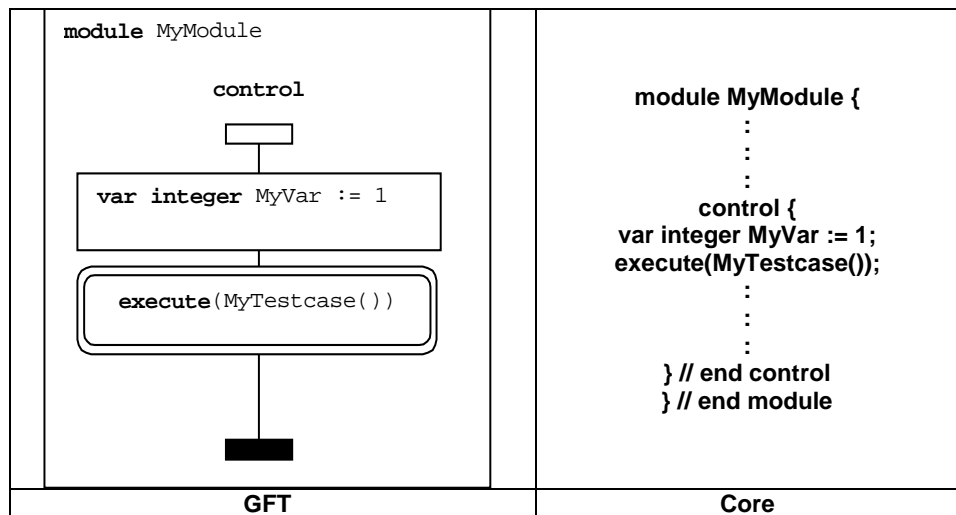 module MyModule
control
var integer MyVar := 1
execute(MyTestcase())
module MyModule {
:
:
:
control {
var integer MyVar := 1;
execute(MyTestcase());
:
:
:
} // end control
} // end module
GFT
Core